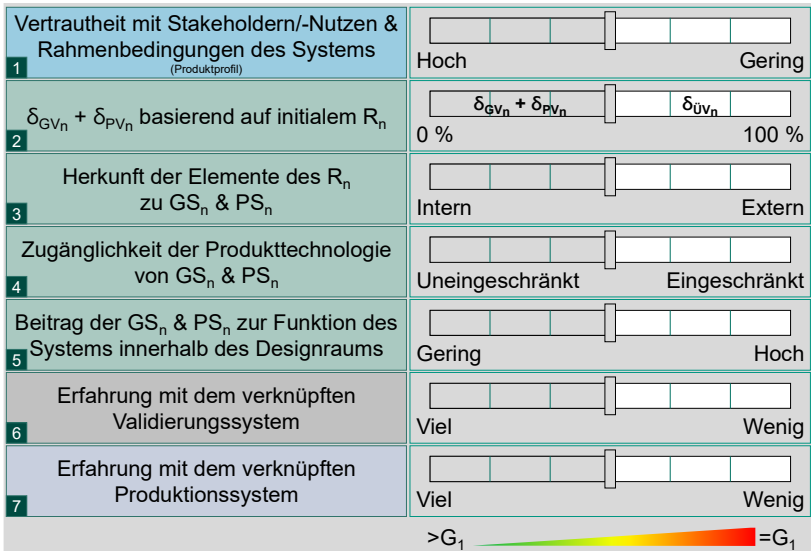 Vertrautheit mit Stakeholdern/-Nutzen &
Rahmenbedingungen des Systems
(Produktprofil)
1
Hoch Gering
δGVn + δPVn basierend auf initialem Rn
2
δGVn + δPVn δÜVn
0 % 100 %
Herkunft der Elemente des Rn
zu GSn & PSn
3
Intern Extern
Zugänglichkeit der Produkttechnologie
von GSn & PSn
4
Uneingeschränkt Eingeschränkt
Beitrag der GSn & PSn zur Funktion des
Systems innerhalb des Designraums
5
Gering Hoch
Erfahrung mit dem verknüpften
Validierungssystem
6
Viel Wenig
Erfahrung mit dem verknüpften
Produktionssystem
7
Viel Wenig
>G1 =G1